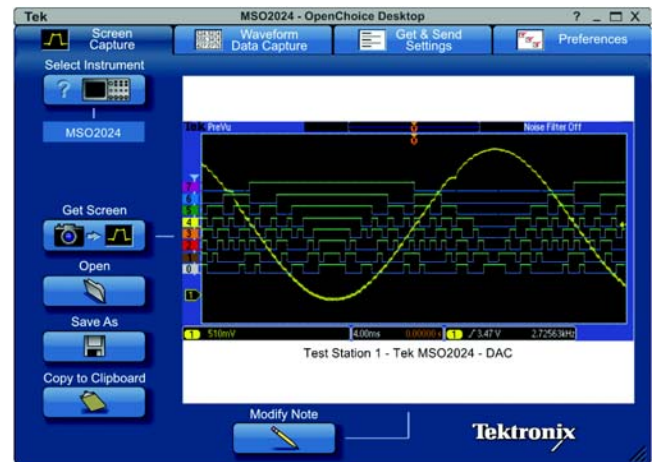 Tek
MSO2024 - OpenChoice Desktop
? _ □ X
Screen
Capture
Waveform
Data Capture
Get & Send
Settings
Preferences
Select Instrument
?
MSO2024
Get Screen
Open
Save As
Copy to Clipboard
Tek PreVu
Noise Filter Off
7
6
5
4
3
2
1
0
1
1 510mV
4.00ms
0.00000 s
1
3.47 V
2.72563kHz
Test Station 1 - Tek MSO2024 - DAC
Modify Note
Tektronix